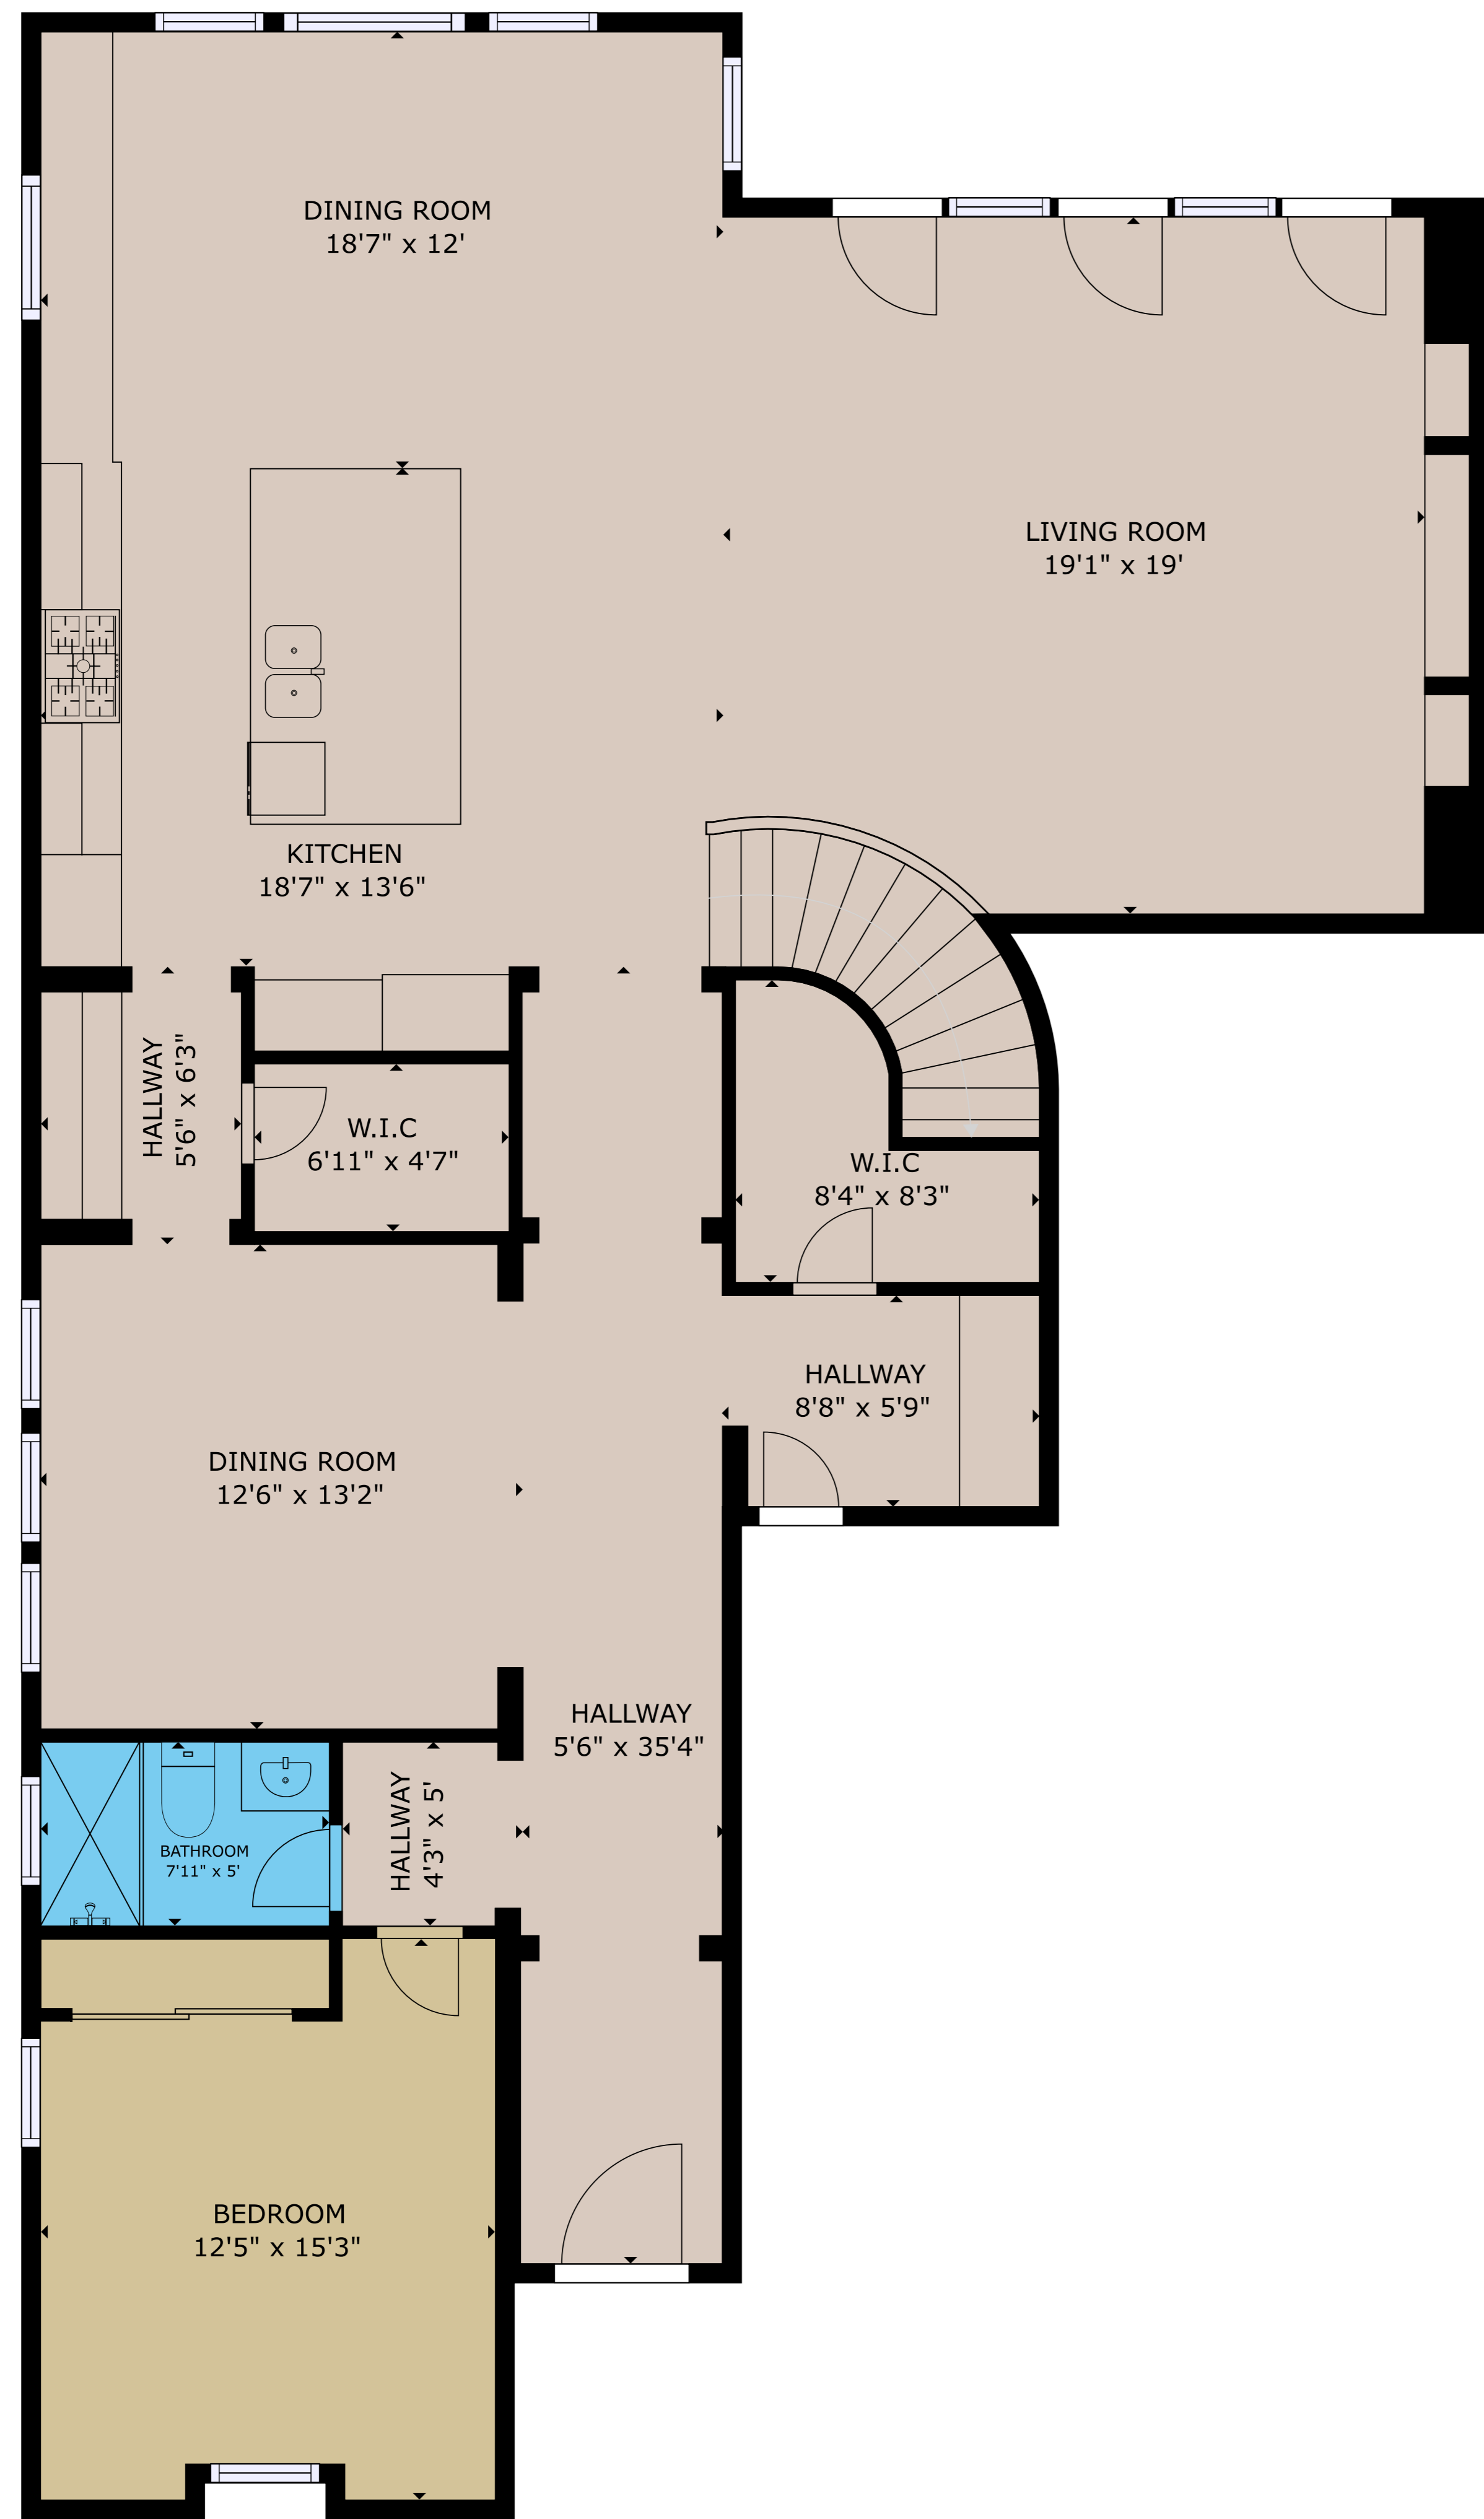 DINING ROOM
18'7" x 12'
LIVING ROOM
19'1" x 19'
KITCHEN
18'7" x 13'6"
HALLWAY
5'6" x 6'3"
W.I.C
6'11" x 4'7"
W.I.C
8'4" x 8'3"
HALLWAY
8'8" x 5'9"
DINING ROOM
12'6" x 13'2"
HALLWAY
5'6" x 35'4"
HALLWAY
4'3" x 5'
BATHROOM
7'11" x 5'
BEDROOM
12'5" x 15'3"